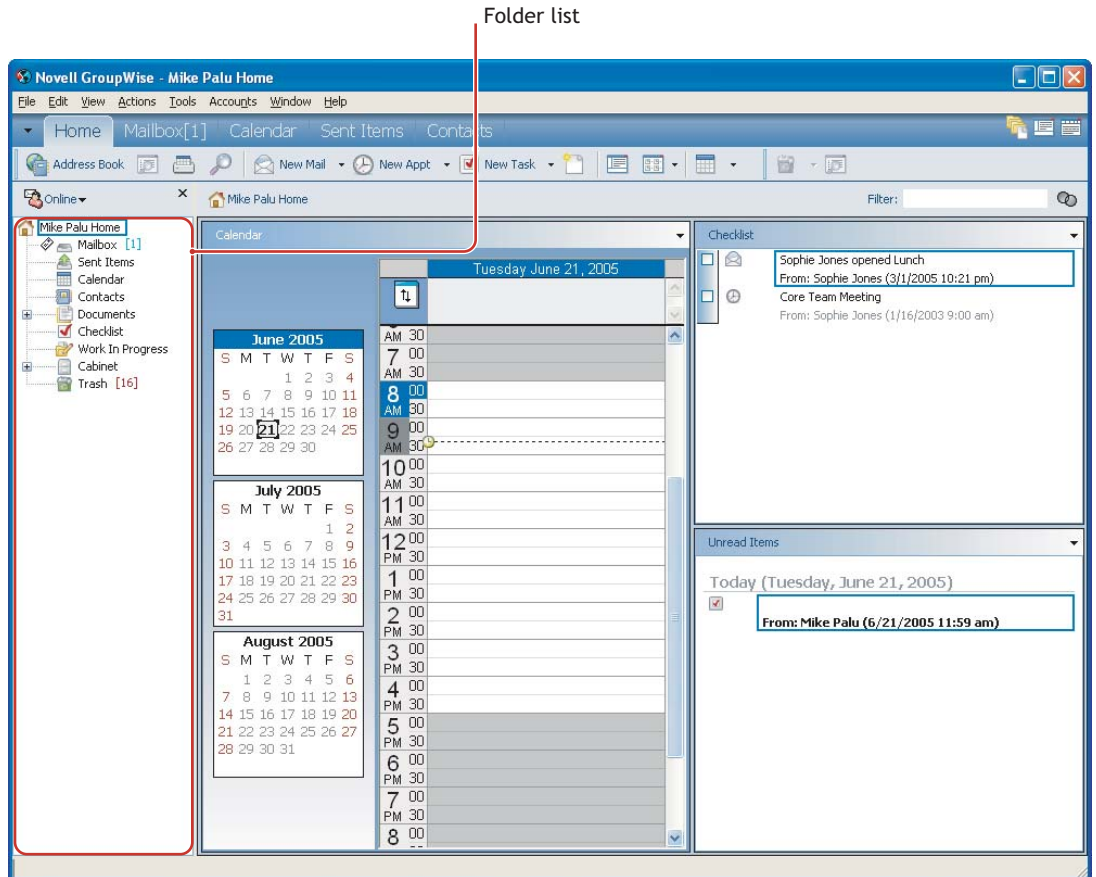 Folder list
Novell GroupWise - Mike Palu Home
File Edit View Actions Tools Accounts Window Help
Home Mailbox[1] Calendar Sent Items Contacts
Address Book New Mail New Appt New Task
Online Mike Palu Home Filter:
Mike Palu Home
Mailbox [1]
Sent Items
Calendar
Contacts
Documents
Checklist
Work In Progress
Cabinet
Trash [16]
Calendar
Tuesday June 21, 2005
June 2005
S M T W T F S
1 2 3 4
5 6 7 8 9 10 11
12 13 14 15 16 17 18
19 20 21 22 23 24 25
26 27 28 29 30
July 2005
S M T W T F S
1 2
3 4 5 6 7 8 9
10 11 12 13 14 15 16
17 18 19 20 21 22 23
24 25 26 27 28 29 30
31
August 2005
S M T W T F S
1 2 3 4 5 6
7 8 9 10 11 12 13
14 15 16 17 18 19 20
21 22 23 24 25 26 27
28 29 30 31
AM 30
7 00
AM 30
8 00
AM 30
9 00
AM 30
10 00
AM 30
11 00
AM 30
12 00
PM 30
1 00
PM 30
2 00
PM 30
3 00
PM 30
4 00
PM 30
5 00
PM 30
6 00
PM 30
7 00
PM 30
8 00
Checklist
Sophie Jones opened Lunch
From: Sophie Jones (3/1/2005 10:21 pm)
Core Team Meeting
From: Sophie Jones (1/16/2003 9:00 am)
Unread Items
Today (Tuesday, June 21, 2005)
From: Mike Palu (6/21/2005 11:59 am)